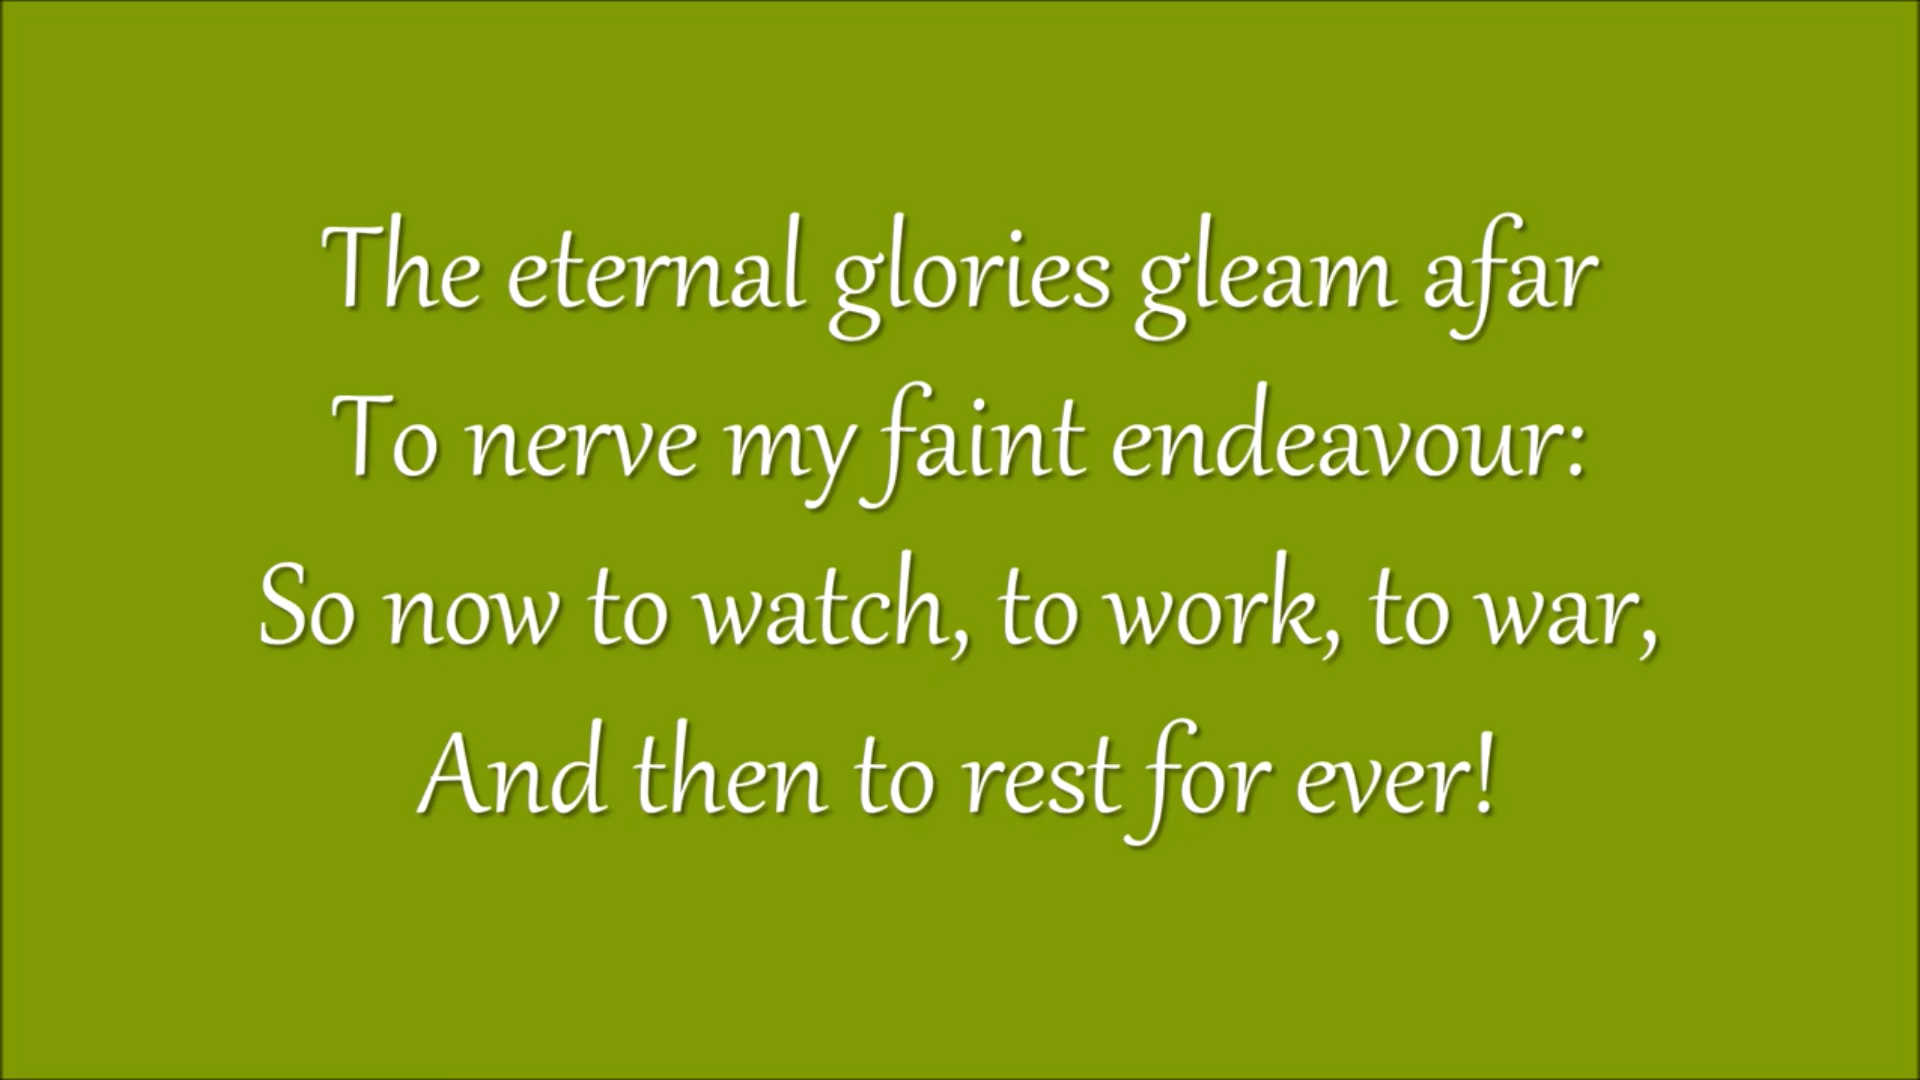 The eternal glories gleam afar
To nerve my faint endeavour:
So now to watch, to work, to war,
And then to rest for ever!